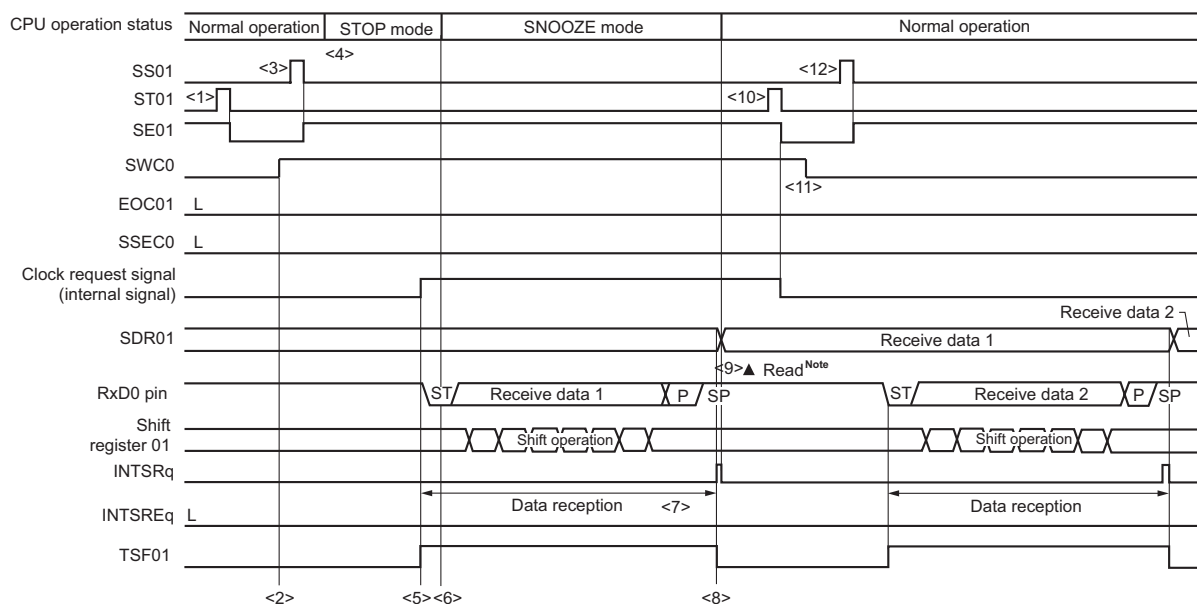 CPU operation status Normal operation STOP mode SNOOZE mode Normal operation
<4>
SS01 <3> <12>
ST01 <1> <10>
SE01
SWC0
<11>
EOC01 L
SSEC0 L
Clock request signal
(internal signal)
Receive data 2
SDR01 Receive data 1
<9>▲ Read Note
RxD0 pin ST Receive data 1 P SP ST Receive data 2 P SP
Shift
register 01 Shift operation Shift operation
INTSRq
Data reception <7> Data reception
INTSREq L
TSF01
<2> <5> <6> <8>